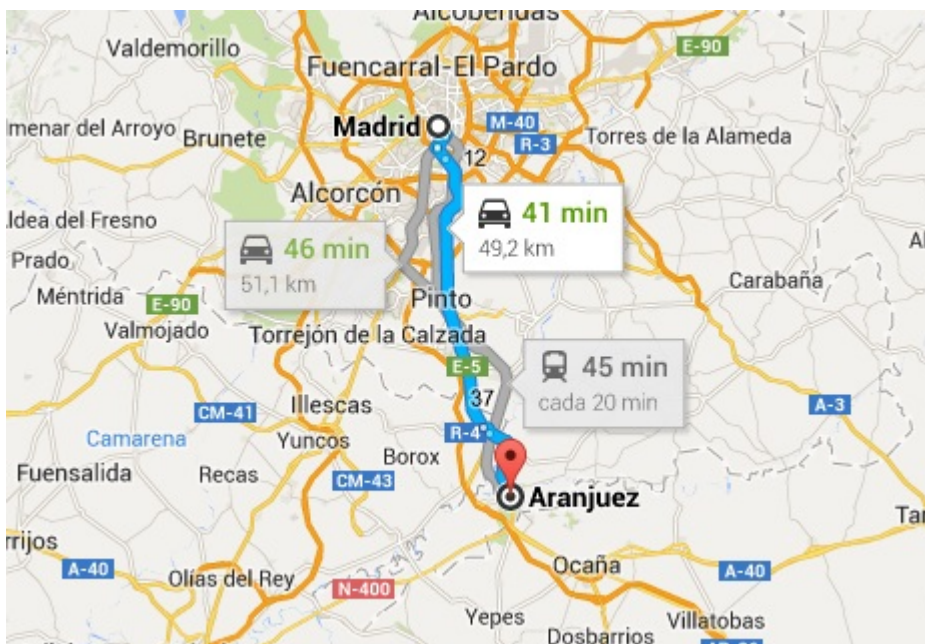 Alcobendas
Valdemorillo
E-90
Fuencarral-El Pardo
menar del Arroyo
Brunete
Madrid
M-40
R-3
Torres de la Alameda
12
Alcorcón
41 min
49,2 km
ldea del Fresno
46 min
51,1 km
Prado
Carabaña
Méntrida
E-90
Pinto
Valmojado
Torrejón de la Calzada
E-5
45 min
cada 20 min
37
A-3
CM-41
Illescas
Camarena
Yuncos
R-4
Borox
Fuensalida
Recas
CM-43
Aranjuez
Tar
rrijos
A-40
Olías del Rey
N-400
Ocaña
A-40
Yepes
Villatobas
Dosbarrios